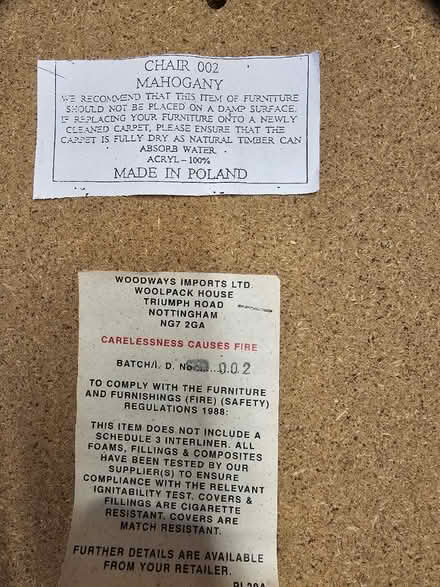 CHAIR 002
MAHOGANY
WE RECOMMEND THAT THIS ITEM OF FURNITURE
SHOULD NOT BE PLACED ON A DAMP SURFACE.
IF REPLACING YOUR FURNITURE ONTO A NEWLY
CLEANED CARPET, PLEASE ENSURE THAT THE
CARPET IS FULLY DRY AS NATURAL TIMBER CAN
ABSORB WATER.
ACRYL - 100%
MADE IN POLAND
WOODWAYS IMPORTS LTD.
WOOLPACK HOUSE
TRIUMPH ROAD
NOTTINGHAM
NG7 2GA
CARELESSNESS CAUSES FIRE
BATCH/I. D. No. 002
TO COMPLY WITH THE FURNITURE
AND FURNISHINGS (FIRE) (SAFETY)
REGULATIONS 1988:
THIS ITEM DOES NOT INCLUDE A
SCHEDULE 3 INTERLINER. ALL
FOAMS, FILLINGS & COMPOSITES
HAVE BEEN TESTED BY OUR
SUPPLIER(S) TO ENSURE
COMPLIANCE WITH THE RELEVANT
IGNITABILITY TEST. COVERS &
FILLINGS ARE CIGARETTE
RESISTANT. COVERS ARE
MATCH RESISTANT.
FURTHER DETAILS ARE AVAILABLE
FROM YOUR RETAILER.